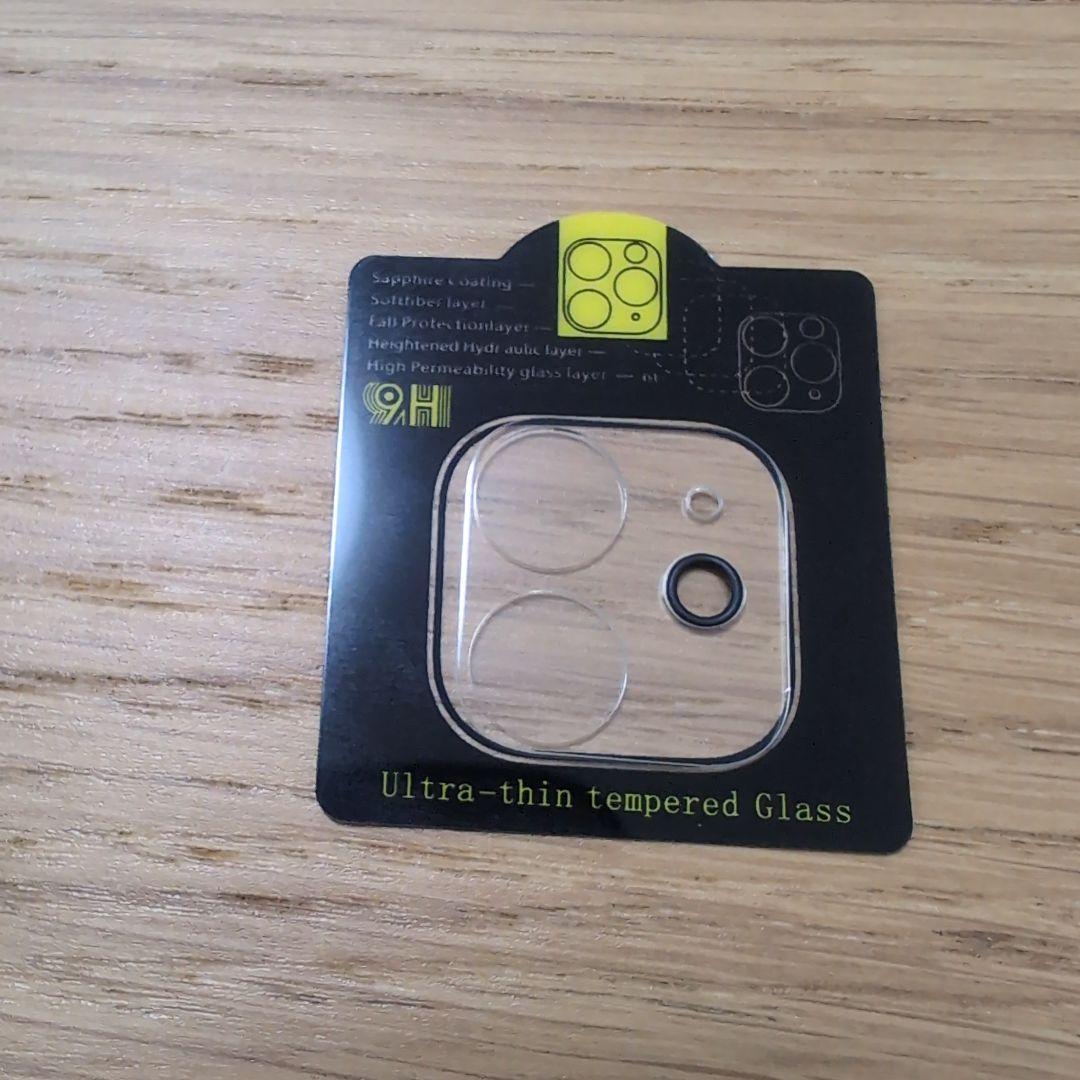 Sapphire Coating
Softfiber layer
Fall Protectionlayer
Heightened Hydraulic layer
High Permeability glass layer
9H
Ultra-thin tempered Glass